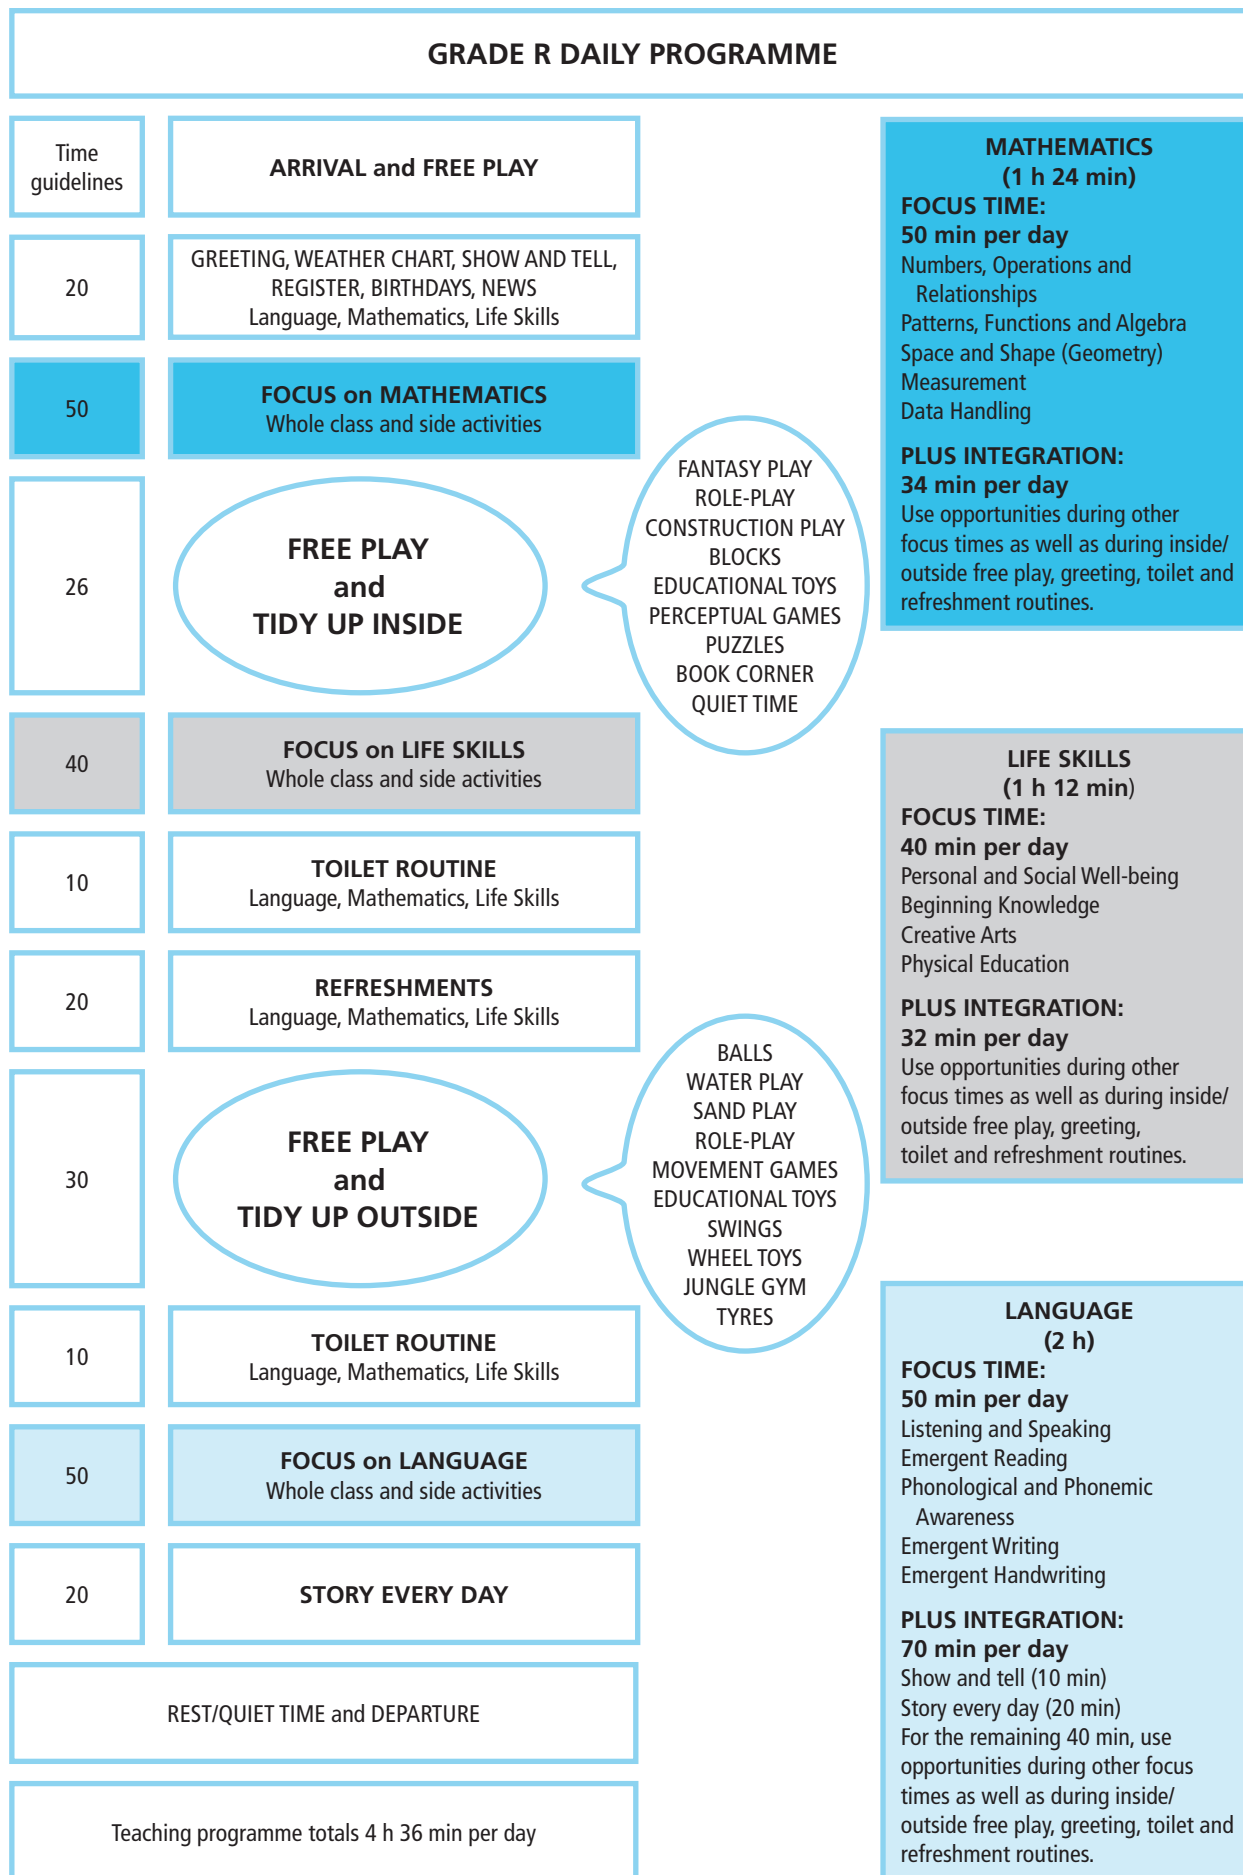 GRADE R DAILY PROGRAMME
Time
guidelines
ARRIVAL and FREE PLAY
20
GREETING, WEATHER CHART, SHOW AND TELL,
REGISTER, BIRTHDAYS, NEWS
Language, Mathematics, Life Skills
50
FOCUS on MATHEMATICS
Whole class and side activities
26
FREE PLAY
and
TIDY UP INSIDE
FANTASY PLAY
ROLE-PLAY
CONSTRUCTION PLAY
BLOCKS
EDUCATIONAL TOYS
PERCEPTUAL GAMES
PUZZLES
BOOK CORNER
QUIET TIME
40
FOCUS on LIFE SKILLS
Whole class and side activities
10
TOILET ROUTINE
Language, Mathematics, Life Skills
20
REFRESHMENTS
Language, Mathematics, Life Skills
30
FREE PLAY
and
TIDY UP OUTSIDE
BALLS
WATER PLAY
SAND PLAY
ROLE-PLAY
MOVEMENT GAMES
EDUCATIONAL TOYS
SWINGS
WHEEL TOYS
JUNGLE GYM
TYRES
10
TOILET ROUTINE
Language, Mathematics, Life Skills
50
FOCUS on LANGUAGE
Whole class and side activities
20
STORY EVERY DAY
REST/QUIET TIME and DEPARTURE
Teaching programme totals 4 h 36 min per day
MATHEMATICS
(1 h 24 min)
FOCUS TIME:
50 min per day
Numbers, Operations and
Relationships
Patterns, Functions and Algebra
Space and Shape (Geometry)
Measurement
Data Handling
PLUS INTEGRATION:
34 min per day
Use opportunities during other
focus times as well as during inside/
outside free play, greeting, toilet and
refreshment routines.
LIFE SKILLS
(1 h 12 min)
FOCUS TIME:
40 min per day
Personal and Social Well-being
Beginning Knowledge
Creative Arts
Physical Education
PLUS INTEGRATION:
32 min per day
Use opportunities during other
focus times as well as during inside/
outside free play, greeting,
toilet and refreshment routines.
LANGUAGE
(2 h)
FOCUS TIME:
50 min per day
Listening and Speaking
Emergent Reading
Phonological and Phonemic
Awareness
Emergent Writing
Emergent Handwriting
PLUS INTEGRATION:
70 min per day
Show and tell (10 min)
Story every day (20 min)
For the remaining 40 min, use
opportunities during other focus
times as well as during inside/
outside free play, greeting, toilet and
refreshment routines.